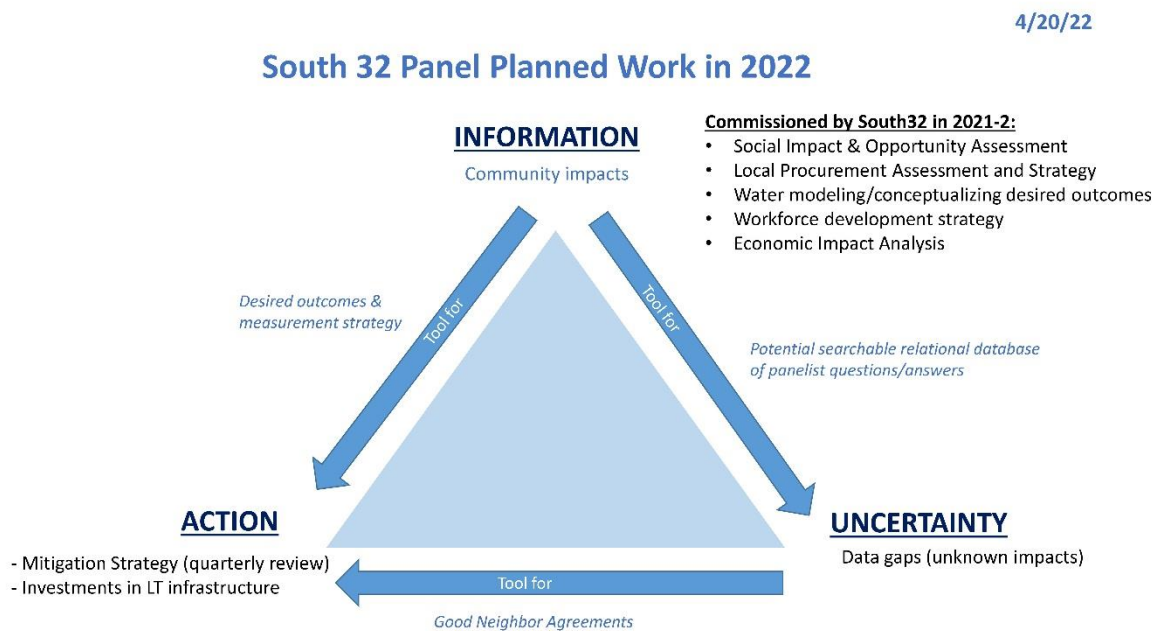 4/20/22
South 32 Panel Planned Work in 2022
INFORMATION
Community impacts
Commissioned by South32 in 2021-2:
• Social Impact & Opportunity Assessment
• Local Procurement Assessment and Strategy
• Water modeling/conceptualizing desired outcomes
• Workforce development strategy
• Economic Impact Analysis
Desired outcomes &
measurement strategy
Tool for
Tool for
Potential searchable relational database
of panelist questions/answers
ACTION
- Mitigation Strategy (quarterly review)
- Investments in LT infrastructure
UNCERTAINTY
Data gaps (unknown impacts)
Tool for
Good Neighbor Agreements